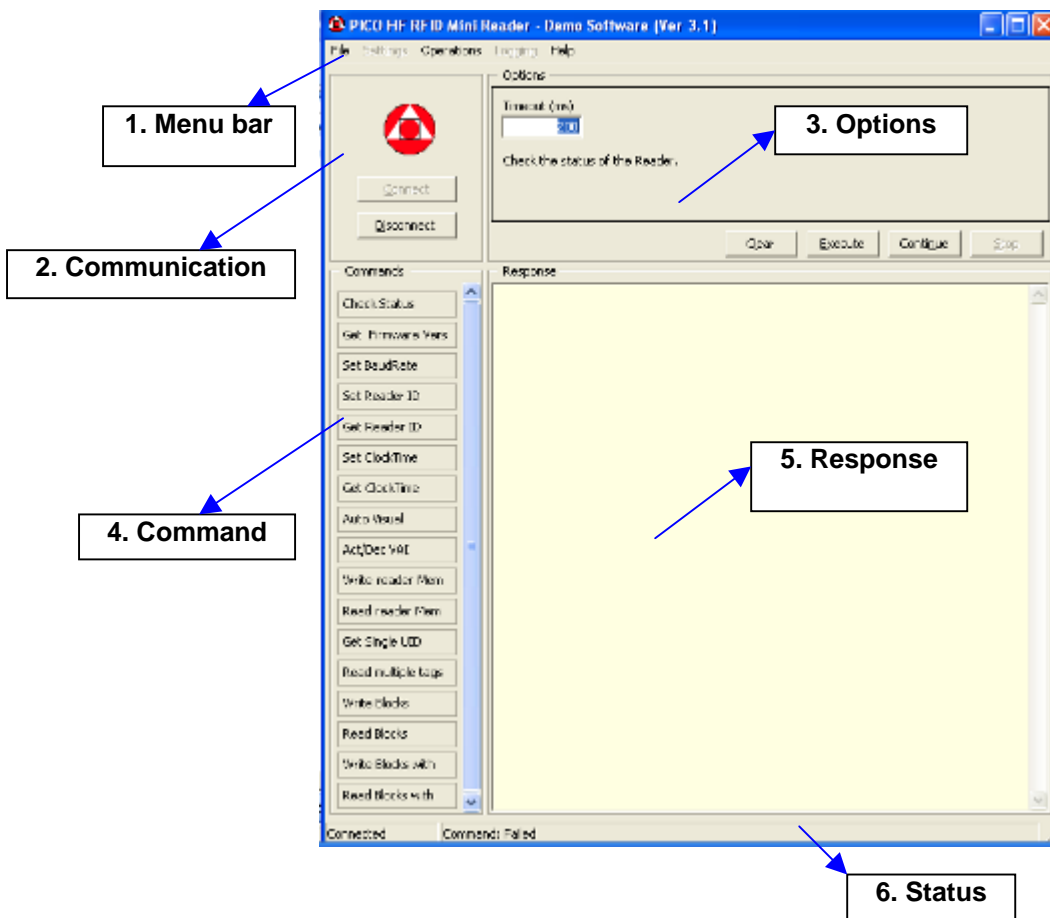 PICO HF RFID Mini Reader - Demo Software (Ver 3.1)
File Settings Operations Logging Help
Options
1. Menu bar
Timeout (ms)
200
3. Options
Check the status of the Reader.
Connect
Disconnect
Clear Execute Continue Stop
2. Communication
Commands
Response
Check Status
Get Firmware Vers
Set BaudRate
Set Reader ID
Get Reader ID
Set ClockTime
5. Response
Get ClockTime
Auto Visual
4. Command
Act/Dec VAI
Write reader Mem
Read reader Mem
Get Single UID
Read multiple tags
Write Blocks
Read Blocks
Write Blocks with
Read Blocks with
Connected Command: Failed
6. Status